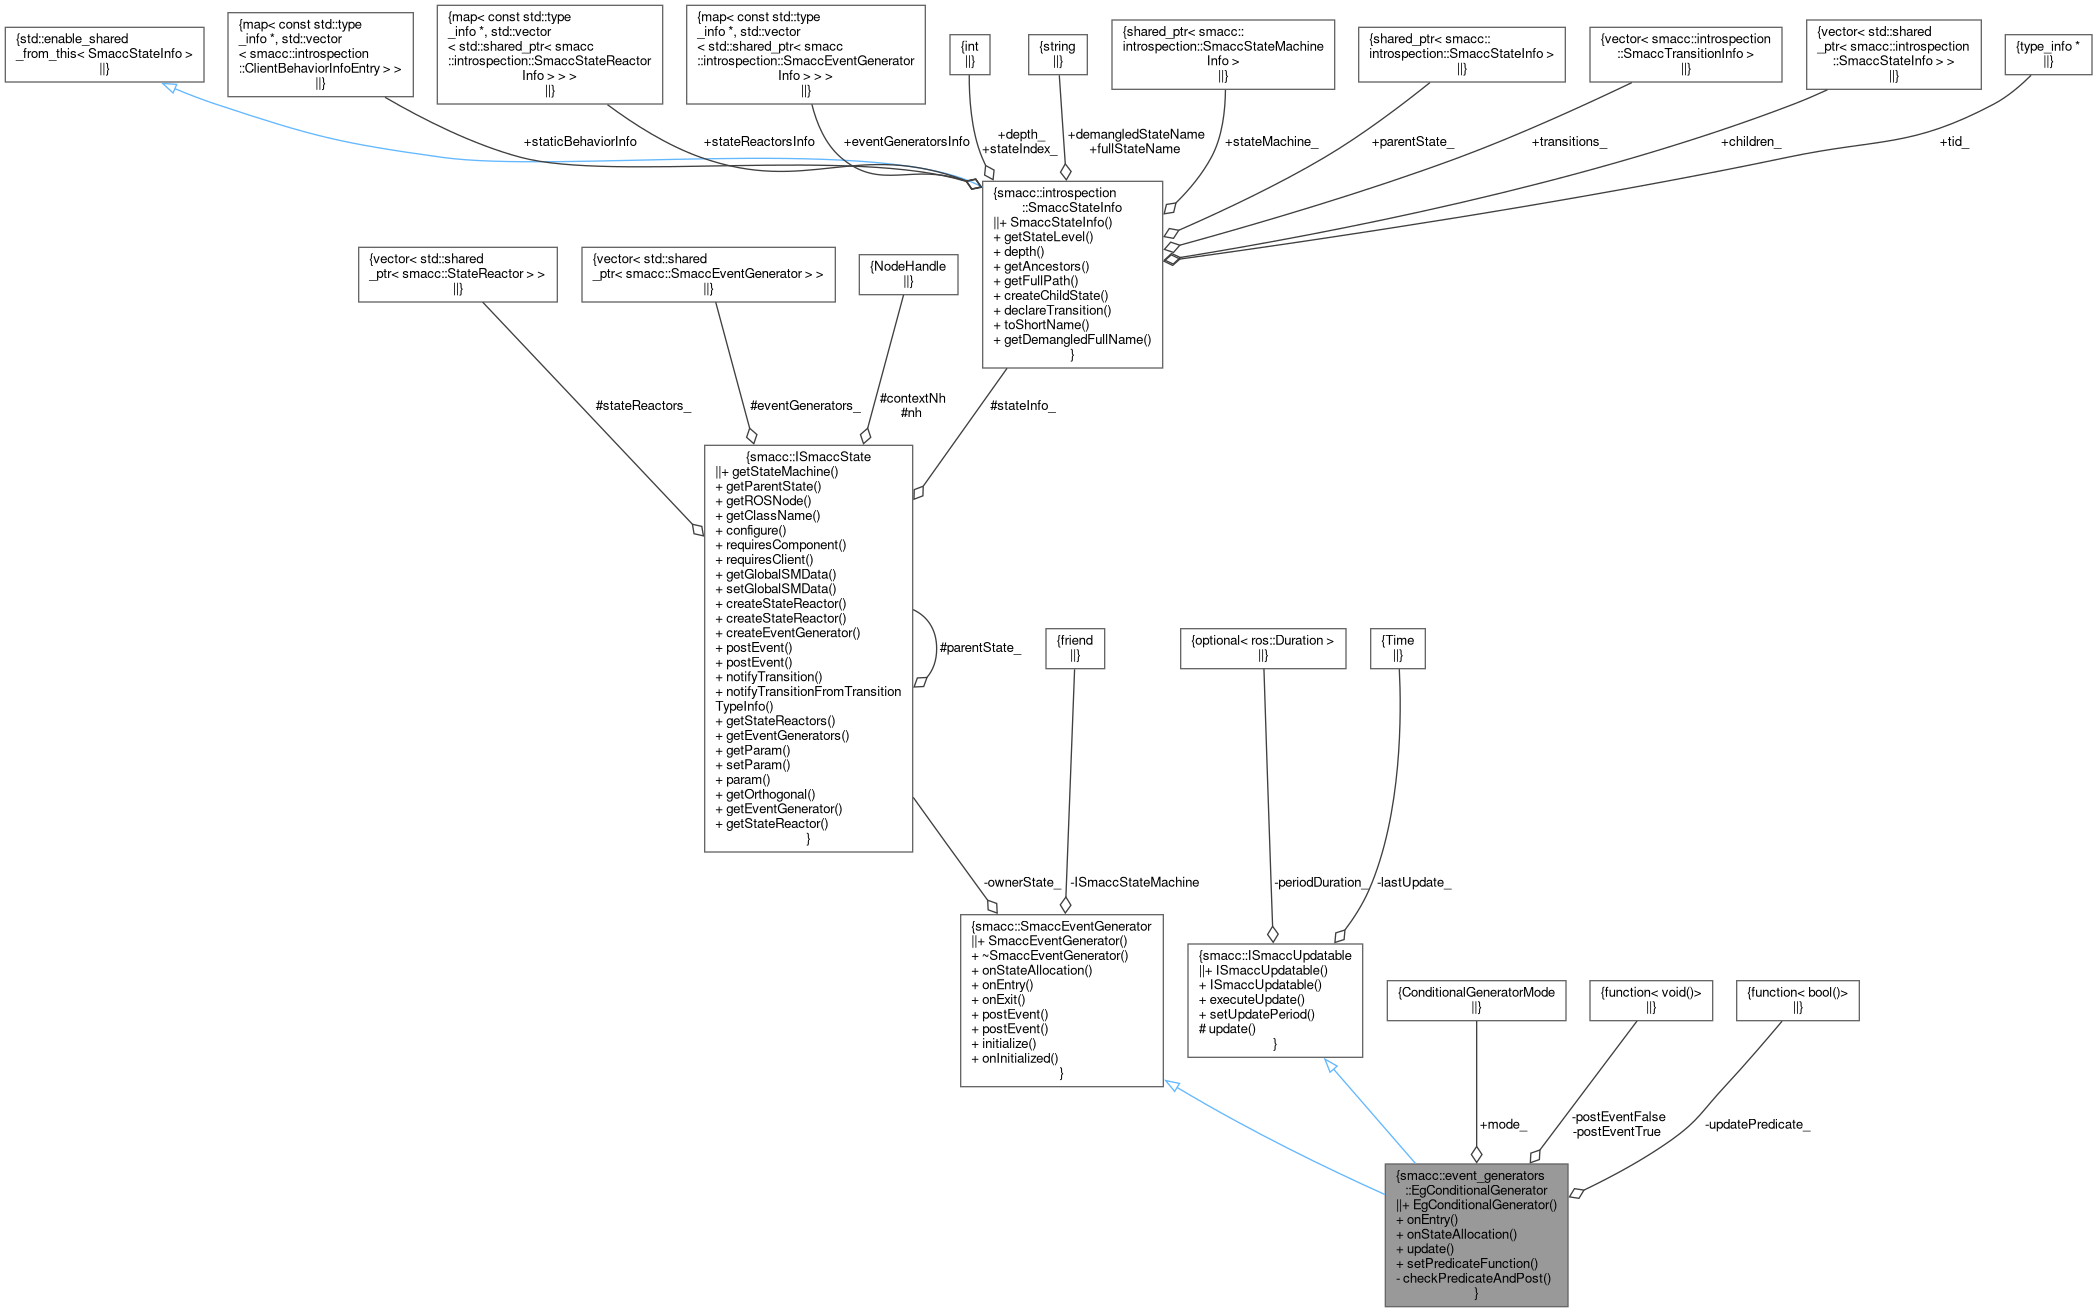 {std::enable_shared
_from_this< SmaccStateInfo >
||}
{map< const std::type
_info *, std::vector
< smacc::introspection
::ClientBehaviorInfoEntry > >
||}
{map< const std::type
_info *, std::vector
< std::shared_ptr< smacc
::introspection::SmaccStateReactor
Info > > >
||}
{map< const std::type
_info *, std::vector
< std::shared_ptr< smacc
::introspection::SmaccEventGenerator
Info > > >
||}
{int
||}
{string
||}
{shared_ptr< smacc::
introspection::SmaccStateMachine
Info >
||}
{shared_ptr< smacc::
introspection::SmaccStateInfo >
||}
{vector< smacc::introspection
::SmaccTransitionInfo >
||}
{vector< std::shared
_ptr< smacc::introspection
::SmaccStateInfo > >
||}
{type_info *
||}
+staticBehaviorInfo
+stateReactorsInfo
+eventGeneratorsInfo
+depth_
+stateIndex_
+demangledStateName
+fullStateName
+stateMachine_
+parentState_
+transitions_
+children_
+tid_
{smacc::introspection
::SmaccStateInfo
||+ SmaccStateInfo()
+ getStateLevel()
+ depth()
+ getAncestors()
+ getFullPath()
+ createChildState()
+ declareTransition()
+ toShortName()
+ getDemangledFullName()
}
{vector< std::shared
_ptr< smacc::StateReactor > >
||}
{vector< std::shared
_ptr< smacc::SmaccEventGenerator > >
||}
{NodeHandle
||}
#stateReactors_
#eventGenerators_
#contextNh
#nh
#stateInfo_
{smacc::ISmaccState
||+ getStateMachine()
+ getParentState()
+ getROSNode()
+ getClassName()
+ configure()
+ requiresComponent()
+ requiresClient()
+ getGlobalSMData()
+ setGlobalSMData()
+ createStateReactor()
+ createStateReactor()
+ createEventGenerator()
+ postEvent()
+ postEvent()
+ notifyTransition()
+ notifyTransitionFromTransition
TypeInfo()
+ getStateReactors()
+ getEventGenerators()
+ getParam()
+ setParam()
+ param()
+ getOrthogonal()
+ getEventGenerator()
+ getStateReactor()
}
#parentState_
{friend
||}
{optional< ros::Duration >
||}
{Time
||}
-ownerState_
-ISmaccStateMachine
-periodDuration_
-lastUpdate_
{smacc::SmaccEventGenerator
||+ SmaccEventGenerator()
+ ~SmaccEventGenerator()
+ onStateAllocation()
+ onEntry()
+ onExit()
+ postEvent()
+ postEvent()
+ initialize()
+ onInitialized()
}
{smacc::ISmaccUpdatable
||+ ISmaccUpdatable()
+ ISmaccUpdatable()
+ executeUpdate()
+ setUpdatePeriod()
# update()
}
{ConditionalGeneratorMode
||}
{function< void()>
||}
{function< bool()>
||}
+mode_
-postEventFalse
-postEventTrue
-updatePredicate_
{smacc::event_generators
::EgConditionalGenerator
||+ EgConditionalGenerator()
+ onEntry()
+ onStateAllocation()
+ update()
+ setPredicateFunction()
- checkPredicateAndPost()
}